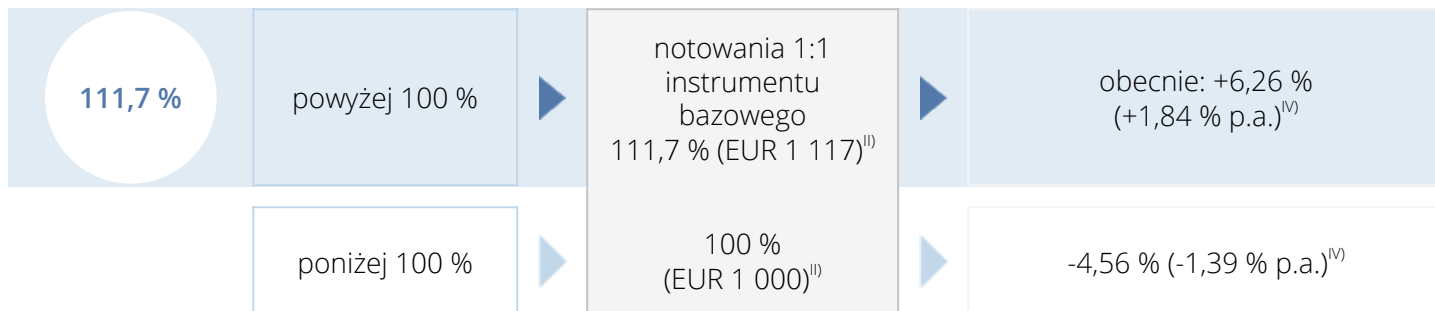 111,7 %
powyżej 100 %
notowania 1:1
instrumentu
bazowego
111,7 % (EUR 1 117)II)
obecnie: +6,26 %
(+1,84 % p.a.)IV)
poniżej 100 %
100 %
(EUR 1 000)II)
-4,56 % (-1,39 % p.a.)IV)